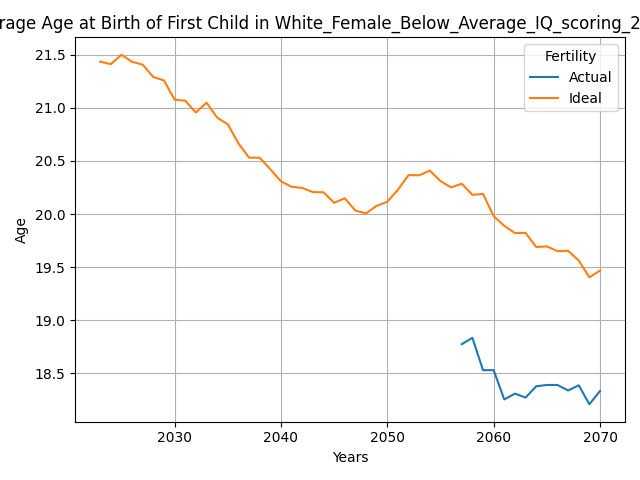 rage Age at Birth of First Child in White_Female_Below_Average_IQ_scoring_2
Fertility
Actual
Ideal
21.5
21.0
20.5
20.0
19.5
19.0
18.5
Age
2030 2040 2050 2060 2070
Years